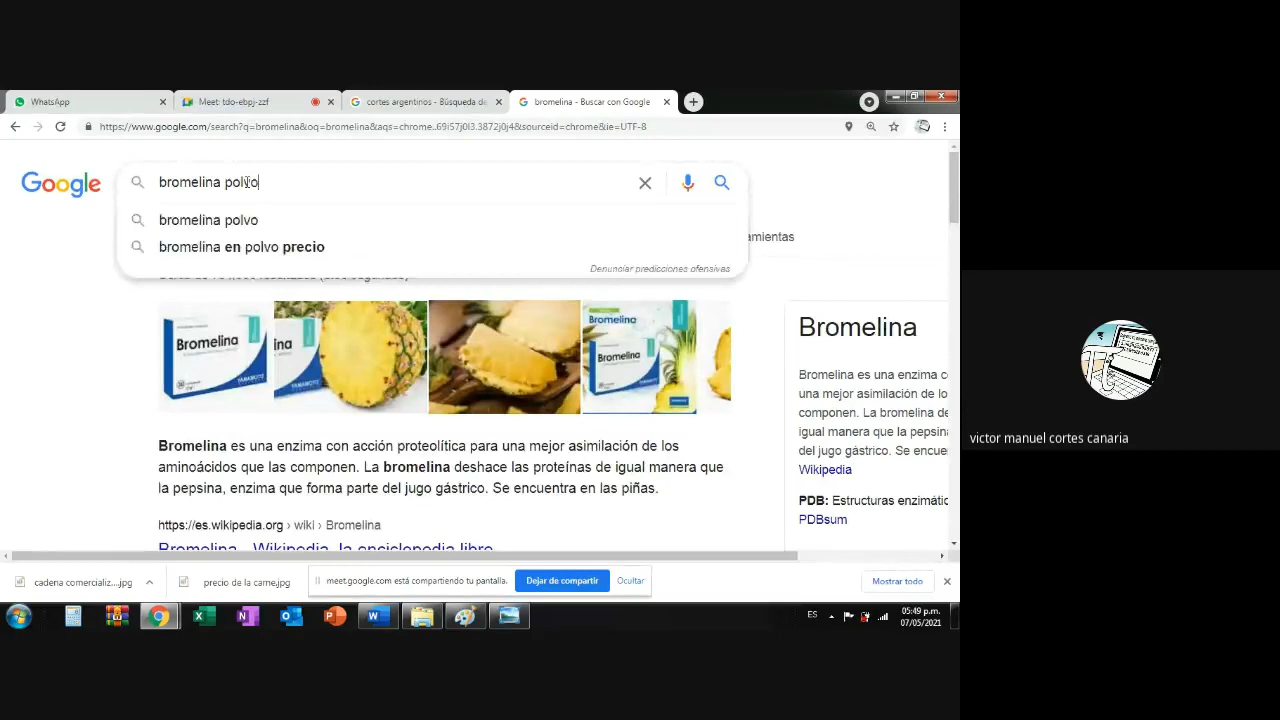 WhatsApp
Meet: tdo-ebpj-zzf
cortes argentinos - Búsqueda de
bromelina - Buscar con Google
https://www.google.com/search?q=bromelina&oq=bromelina&aqs=chrome..69i57j0l3.3872j0j4&sourceid=chrome&ie=UTF-8
Google
bromelina polvo
bromelina polvo
bromelina en polvo precio
amientas
Denunciar predicciones ofensivas
Bromelina
Bromelina
Bromelina
YAMAMOTO
Bromelina es una enzima c
una mejor asimilación de lo
componen. La bromelina de
igual manera que la pepsina
del jugo gástrico. Se encuen
Wikipedia
PDB: Estructuras enzimátic
PDBsum
Bromelina es una enzima con acción proteolítica para una mejor asimilación de los
aminoácidos que las componen. La bromelina deshace las proteínas de igual manera que
la pepsina, enzima que forma parte del jugo gástrico. Se encuentra en las piñas.
https://es.wikipedia.org › wiki › Bromelina
Bromelina - Wikipedia, la enciclopedia libre
victor manuel cortes canaria
cadena comercializ....jpg
precio de la carne.jpg
meet.google.com está compartiendo tu pantalla.
Dejar de compartir
Ocultar
Mostrar todo
ES
05:49 p.m.
07/05/2021